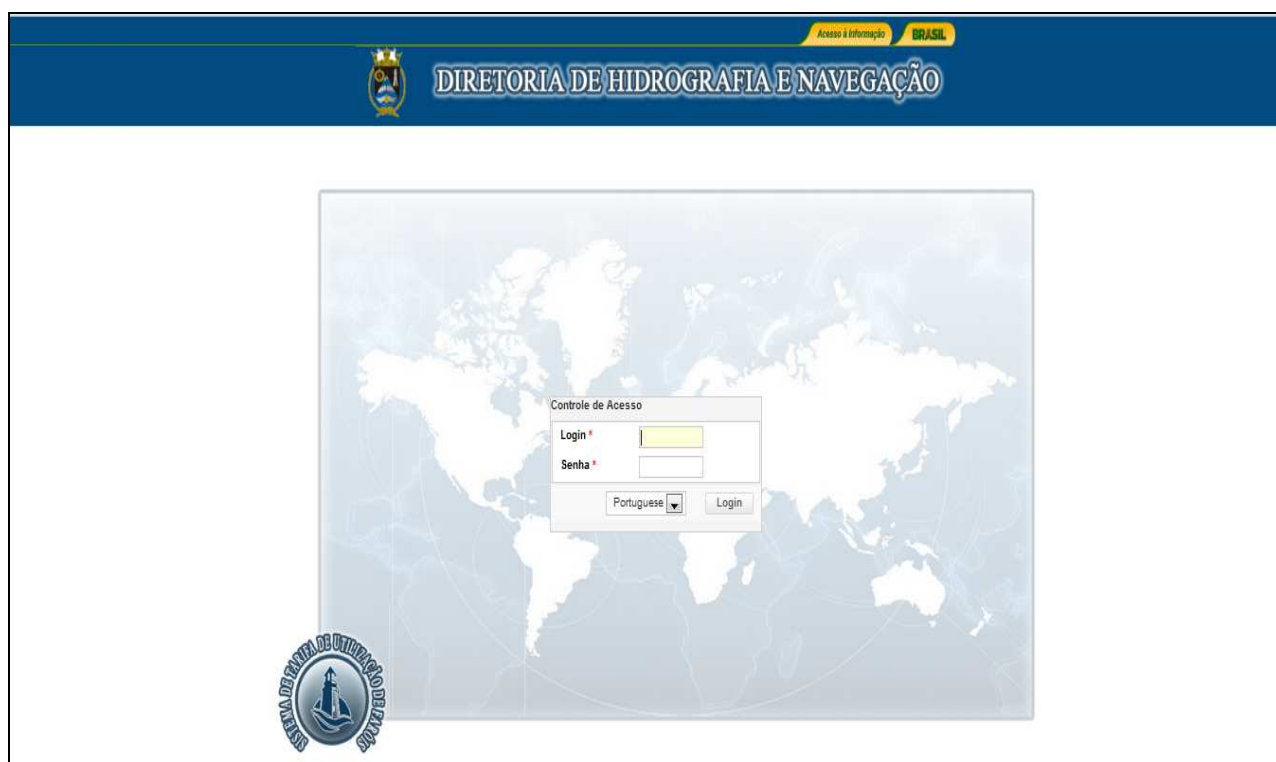 Acesso à Informação BRASIL
DIRETORIA DE HIDROGRAFIA E NAVEGAÇÃO
Controle de Acesso
Login *
Senha *
Portuguese Login
SISTEMA DE TARIFA DE UTILIZAÇÃO DE FARÓIS